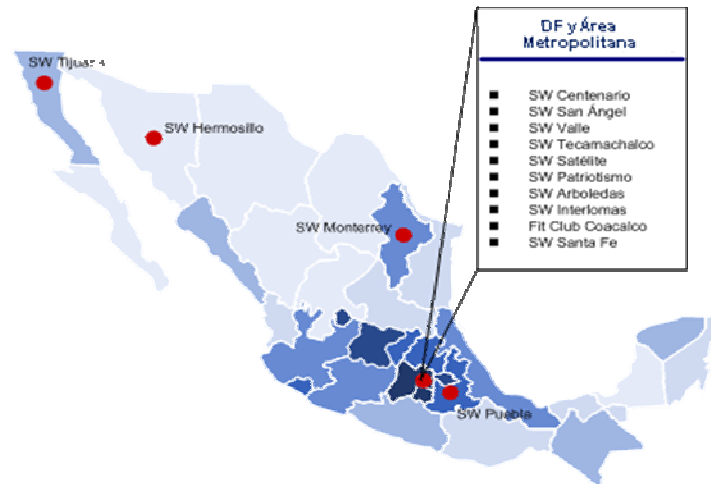 DF y Área
Metropolitana
SW Tijuana
SW Centenario
SW San Ángel
SW Valle
SW Tecamachalco
SW Satélite
SW Patriotismo
SW Arboledas
SW Interlomas
Fit Club Coacalco
SW Santa Fe
SW Hermosillo
SW Monterrey
SW Puebla